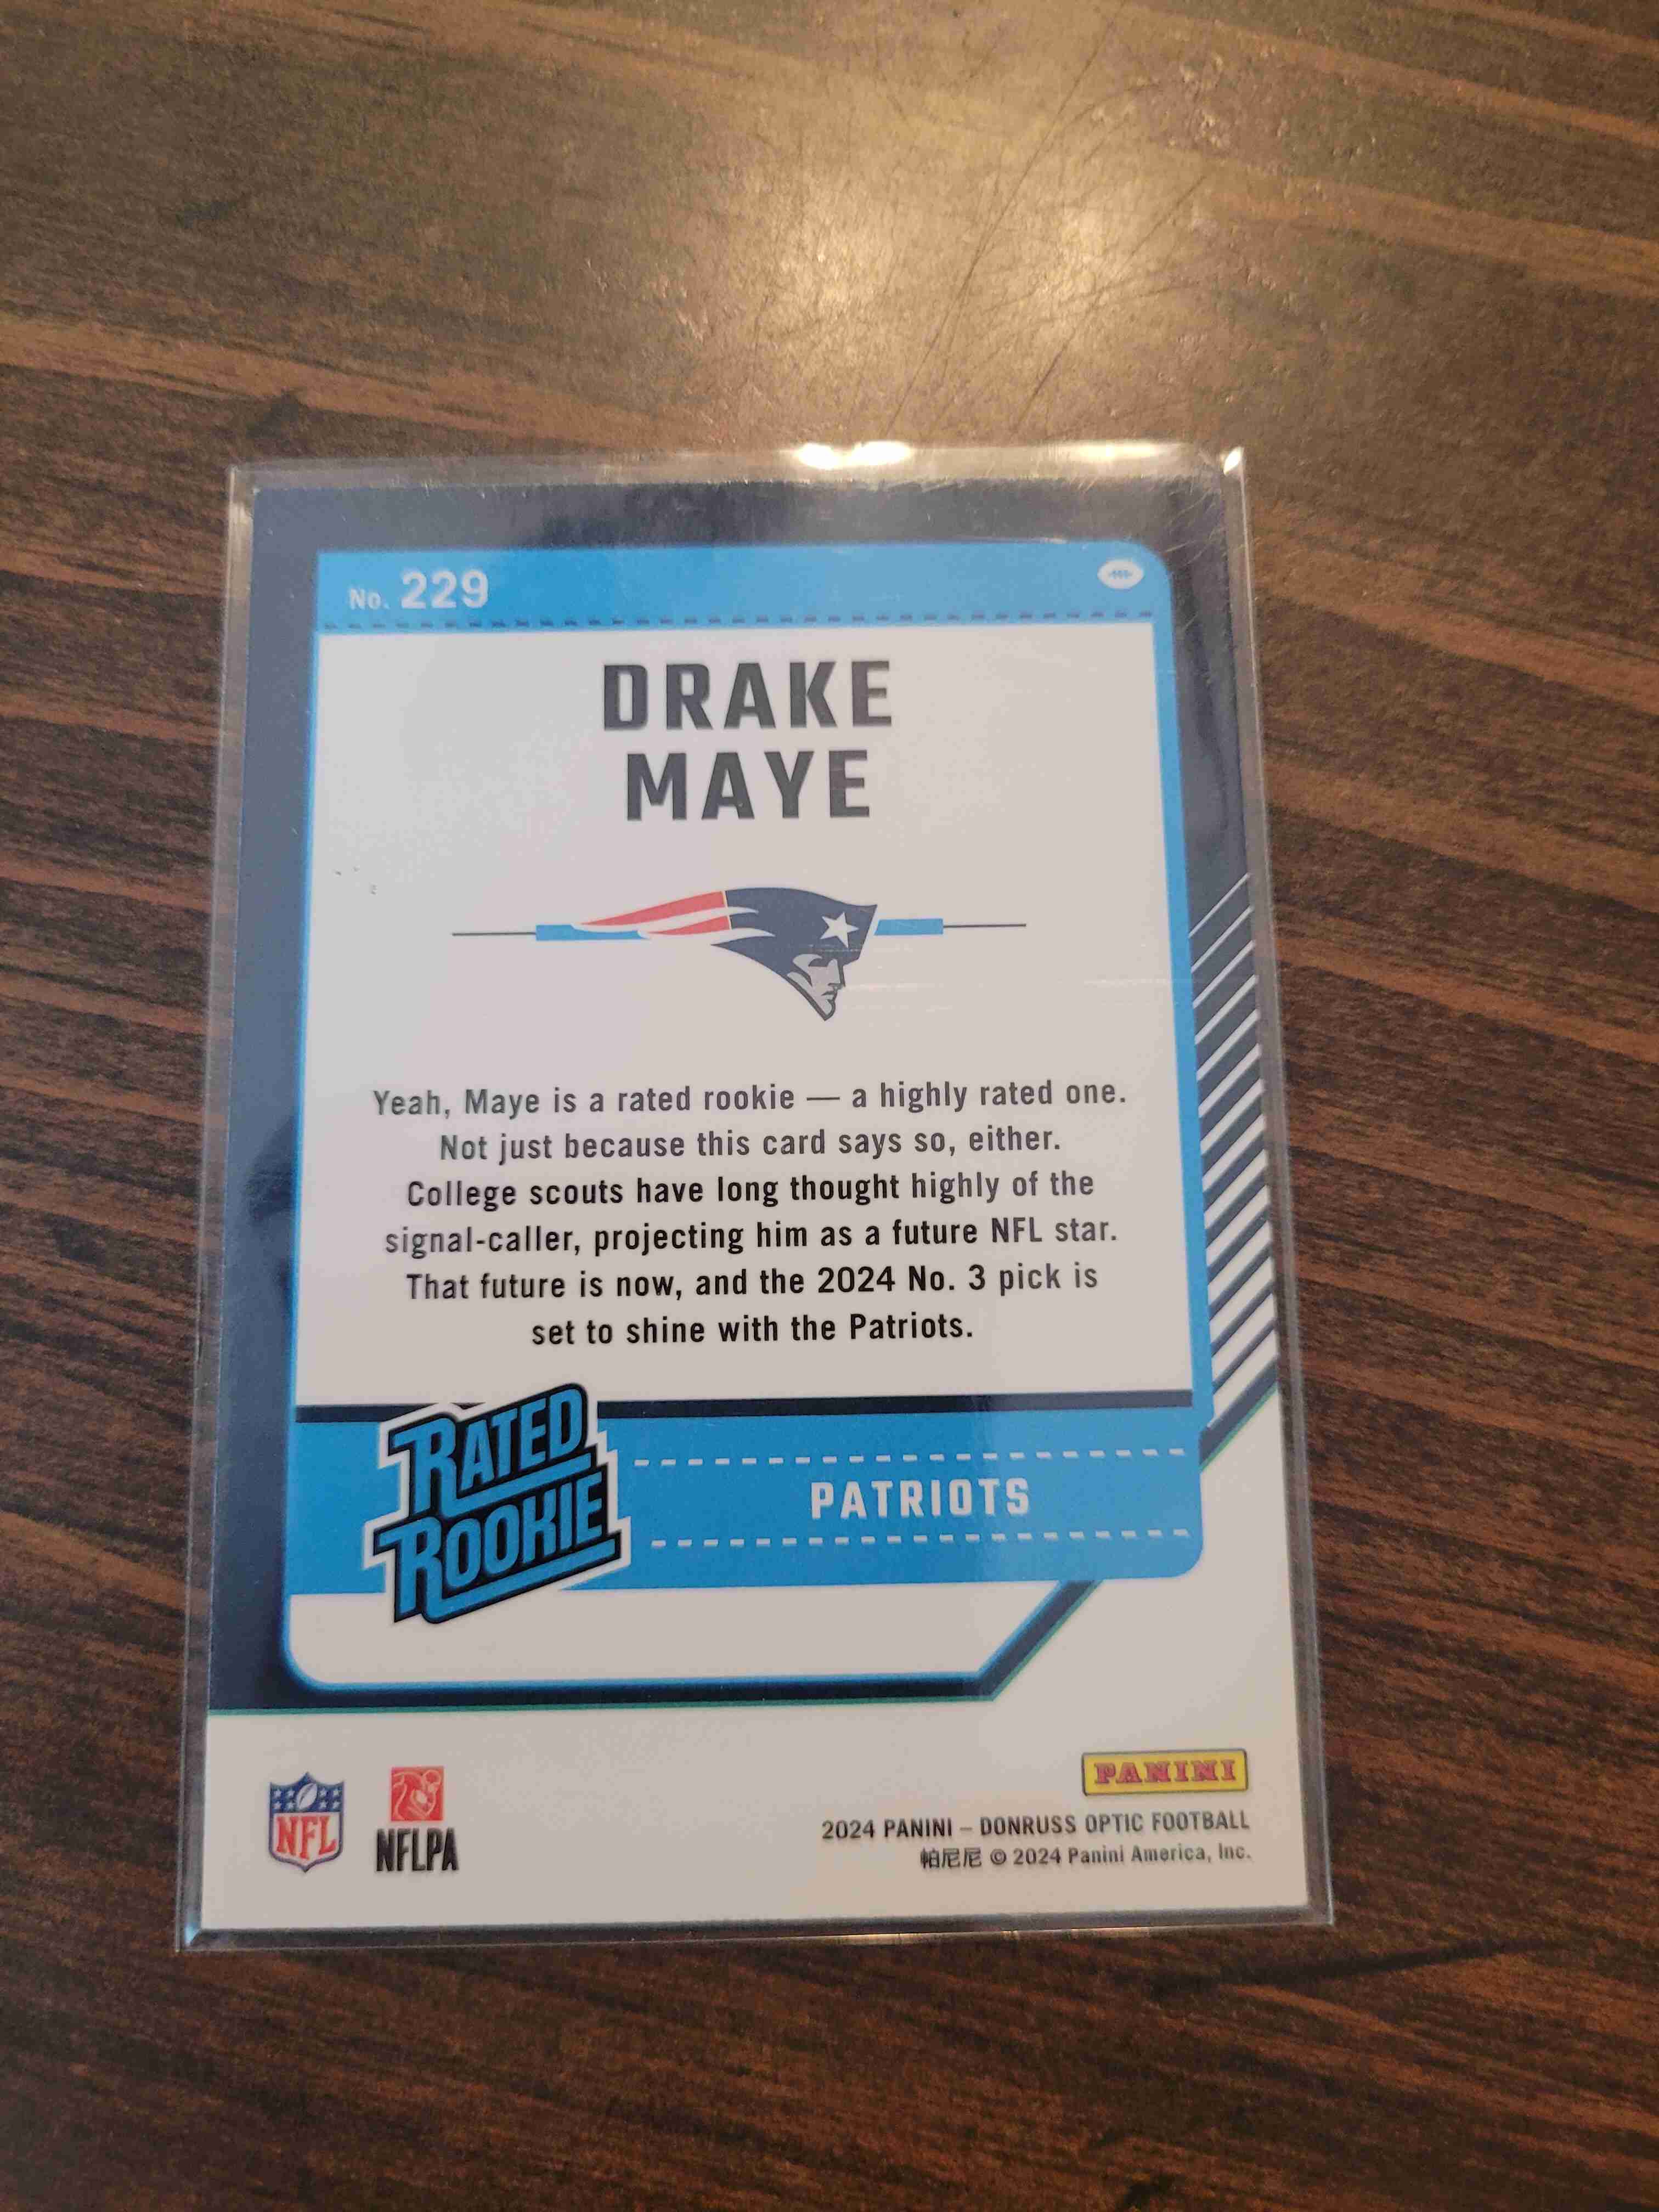 No. 229
DRAKE
MAYE
Yeah, Maye is a rated rookie — a highly rated one.
Not just because this card says so, either.
College scouts have long thought highly of the
signal-caller, projecting him as a future NFL star.
That future is now, and the 2024 No. 3 pick is
set to shine with the Patriots.
RATED
ROOKIE
PATRIOTS
NFL
NFLPA
PANINI
2024 PANINI – DONRUSS OPTIC FOOTBALL
帕尼尼 © 2024 Panini America, Inc.